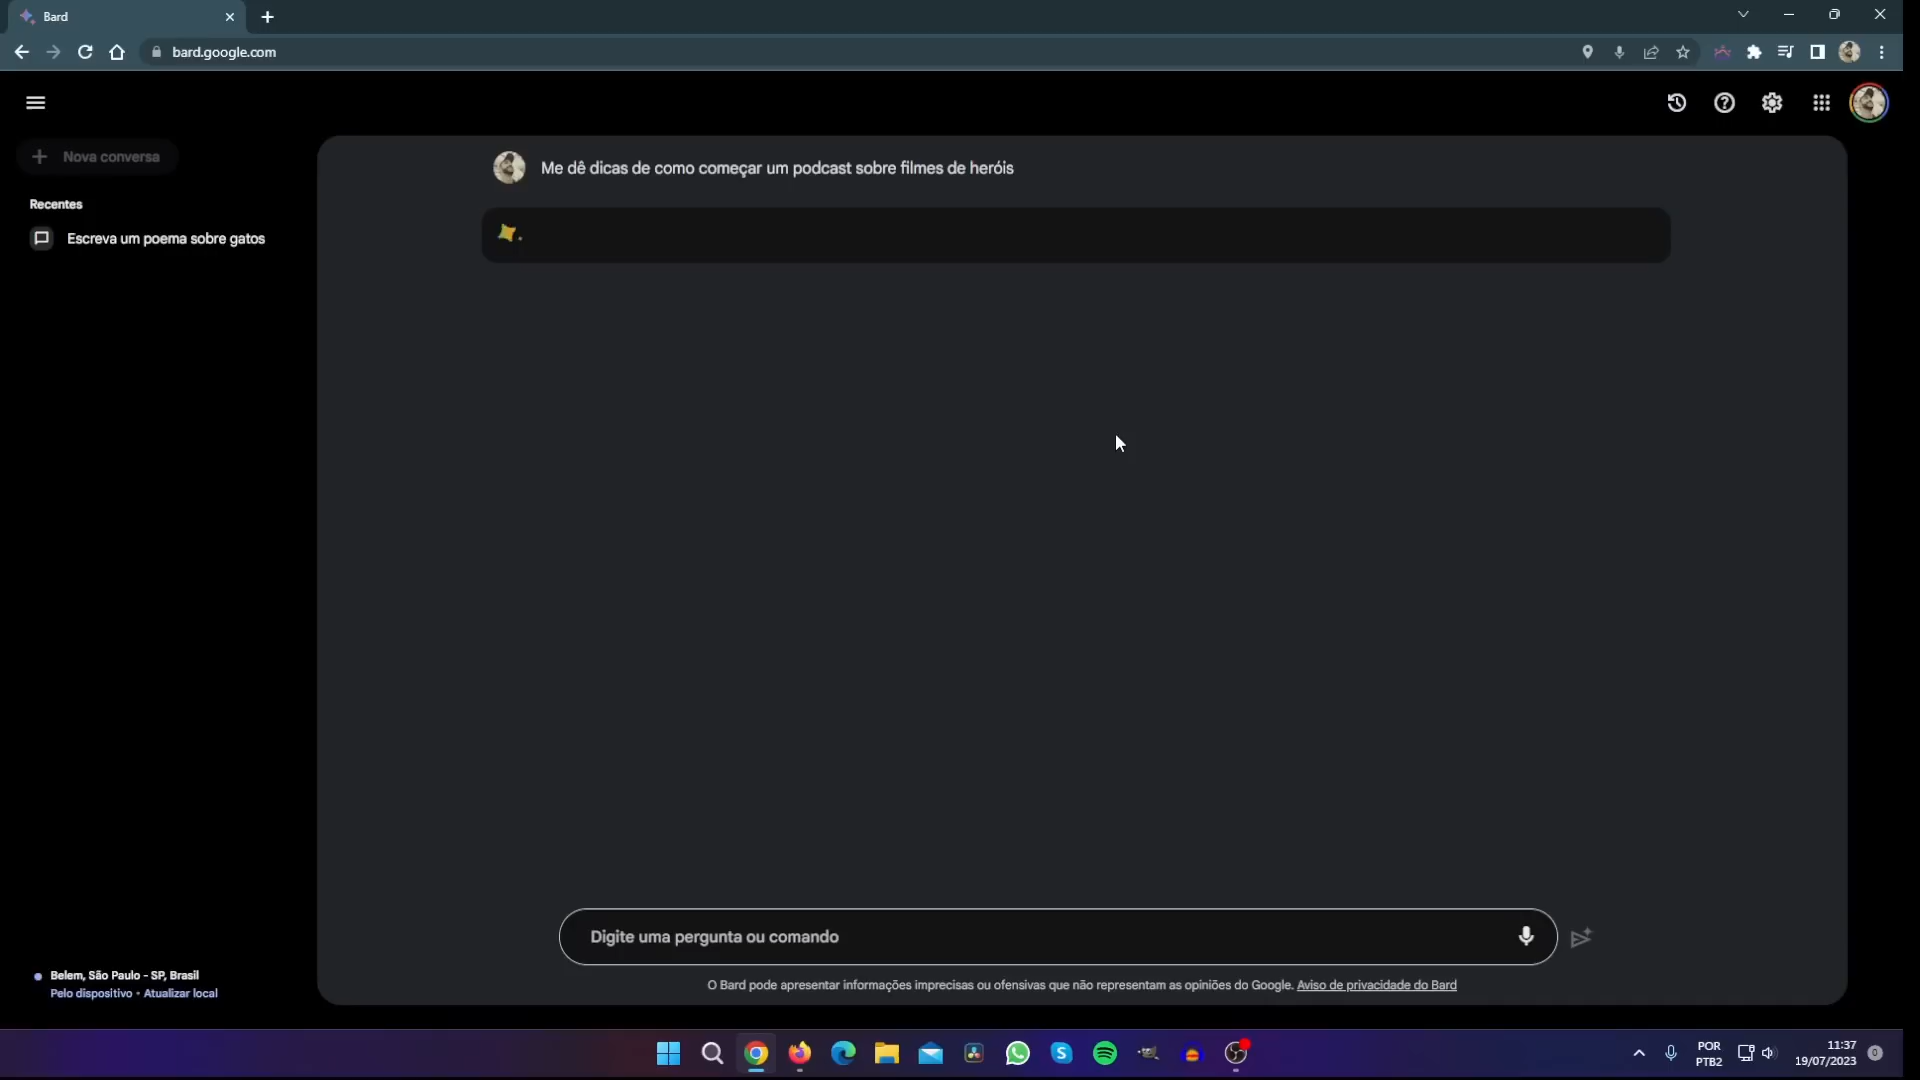 Bard
bard.google.com
Nova conversa
Recentes
Escreva um poema sobre gatos
Me dê dicas de como começar um podcast sobre filmes de heróis
Digite uma pergunta ou comando
O Bard pode apresentar informações imprecisas ou ofensivas que não representam as opiniões do Google. Aviso de privacidade do Bard
Belem, São Paulo - SP, Brasil
Pelo dispositivo • Atualizar local
POR
PTB2
11:37
19/07/2023
0